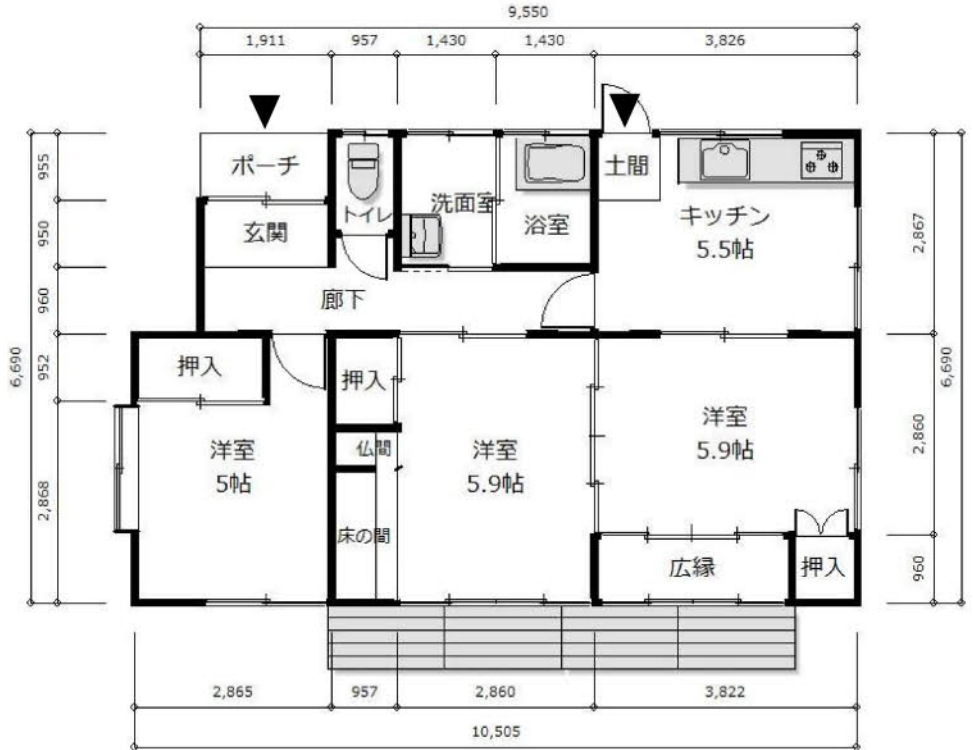 9,550
1,911
957
1,430
1,430
3,826
6,690
955
950
960
952
2,868
2,867
2,860
960
6,690
ポーチ
トイレ
洗面室
浴室
土間
キッチン
5.5帖
玄関
廊下
押入
押入
洋室
5帖
仏間
床の間
洋室
5.9帖
洋室
5.9帖
広縁
押入
2,865
957
2,860
3,822
10,505